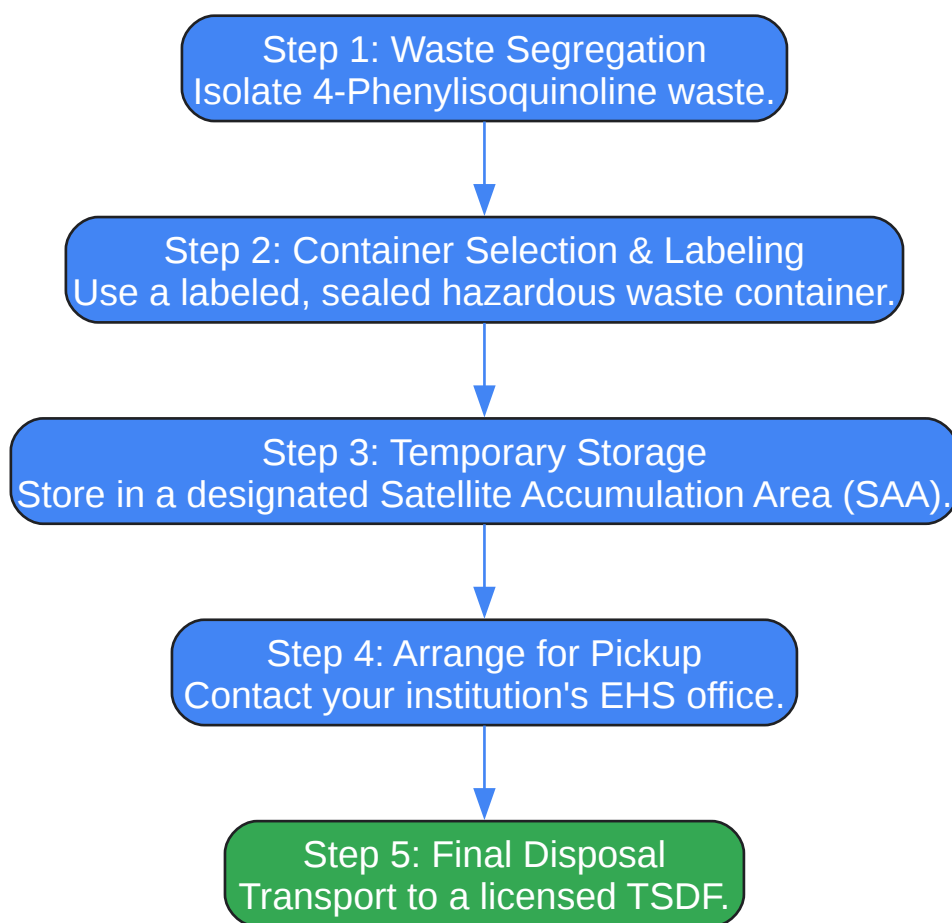 Step 1: Waste Segregation
Isolate 4-Phenylisoquinoline waste.
Step 2: Container Selection & Labeling
Use a labeled, sealed hazardous waste container.
Step 3: Temporary Storage
Store in a designated Satellite Accumulation Area (SAA).
Step 4: Arrange for Pickup
Contact your institution's EHS office.
Step 5: Final Disposal
Transport to a licensed TSDF.